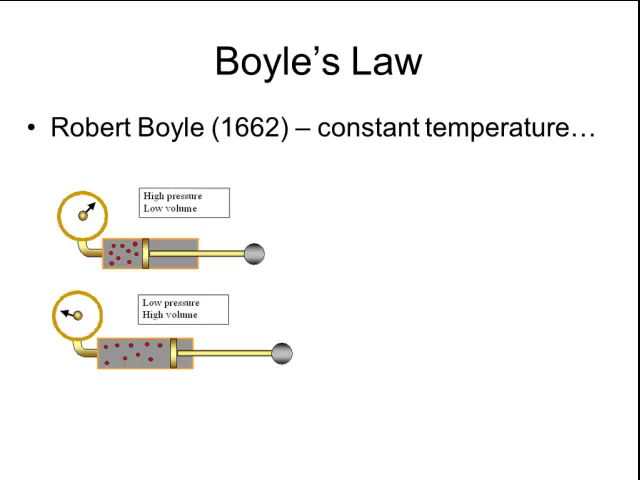 Boyle’s Law
• Robert Boyle (1662) – constant temperature…
High pressure
Low volume
Low pressure
High volume